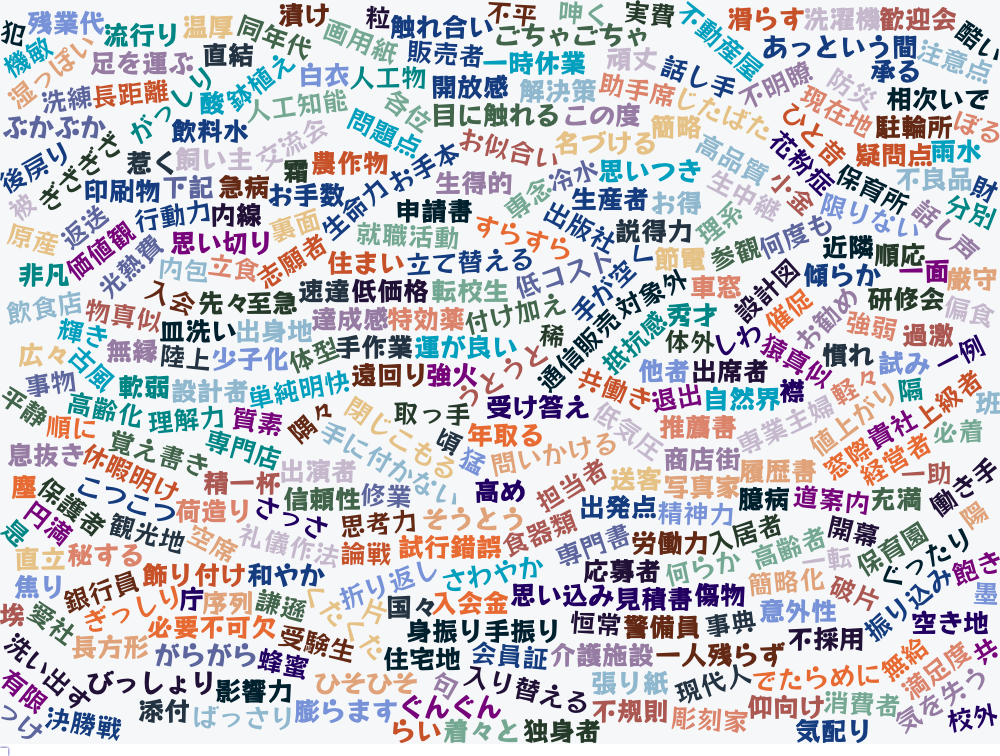 残業代 流行り 温厚 同年代 漬け 画用紙 粒 触れ合い 不平 呻く 実費 不動産屋 滑らす 洗濯機 歓迎会 酷い
犯 機敏 足を運ぶ 直結 販売者 ごちゃごちゃ 頑丈 あっという間 注意点
湿っぽい しり 鉢植え 白衣 人工物 一時休業 話し手 不明瞭 承る
洗練 長距離 酸 人工知能 各位 開放感 解決策 助手席 したばた 防災 現在地 相次いで
ぶかぶか がっ 飲料水 交流会 問題点 目に触れる この度 簡略 ひと苗 駐輪所 ぼる
後戻り ぎざぎざ 惹く 飼い主 霜 農作物 お手本 お似合い 名づける 高品質 花粉症 疑問点 雨水
被 印刷物 下記 急病 お手数 生命力 生得的 専念 冷水 思いつき 生中継 小金 保育所 不良品 財
原産 返送 行動力 内線 裏面 申請書 出版社 生産者 お得 理系 限りない 話し声 分別
価値観 光熱費 思い切り 志願者 就職活動 すらすら 説得力 参観 何度も 近隣 順応
非凡 内包 立食 住まい 立て替える 低コスト 手が空く 節電 車窓 設計図 傾らか 一面 厳守
飲食店 物真似 入会 先々 至急 速達 低価格 転校生 付け加え 対象外 催促 お勧め 研修会 偏食
輝き 皿洗い 出身地 達成感 特効薬 稀 通信販売 抵抗感 秀才 体外 しわ 猿真似 強弱 過激
広々 古風 無縁 陸上 少子化 体型 手作業 運が良い うとうと 慣れ 試み 一例
事物 軟弱 設計者 単純明快 遠回り 強火 共働き 他者 出席者 襟 軽々 隔 上級者 班
平静 順に 高齢化 理解力 質素 隅々 閉じこもる 取っ手 受け答え 低気圧 退出 自然界 専業主婦 値上がり 貴社 必着
息抜き 覚え書き 専門店 手に付かない 頃 猛 年取る 問いかける 推薦書 窓際 経営者
休暇明け 精一杯 出演者 商店街 履歴書 一助 働き手
塵 保護者 こつこつ 荷造り さっさ 信頼性 修業 高め 担当者 送客 写真家 臆病 道案内 充満
円満 観光地 空席 礼儀作法 思考力 そうとう 食器類 出発点 精神力 入居者 開幕 陽
是 直立 秘する 論戦 試行錯誤 専門書 労働力 高齢者 一転 保育園 ぐったり
焦り 銀行員 飾り付け 和やか 折り返し さわやか 応募者 何らか 簡略化 破片 振り込み 飽き
埃 愛社 ぎっしり 庁 序列 謙遜 くたくた 片 国々 入会金 思い込み 見積書 傷物 意外性 墨
長方形 必要不可欠 受験生 身振り手振り 恒常 警備員 事典 不採用 空き地
洗い出す がらがら 蜂蜜 住宅地 会員証 介護施設 一人残らず 無給 共
有限 びっしょり 影響力 ひそひそ 句 入り替える 張り紙 現代人 でたらめに 満足度
っけ 決勝戦 添付 ばっさり 膨らます ぐんぐん 不規則 彫刻家 仰向け 消費者 気を失う 校外
らい 着々と 独身者 気配り